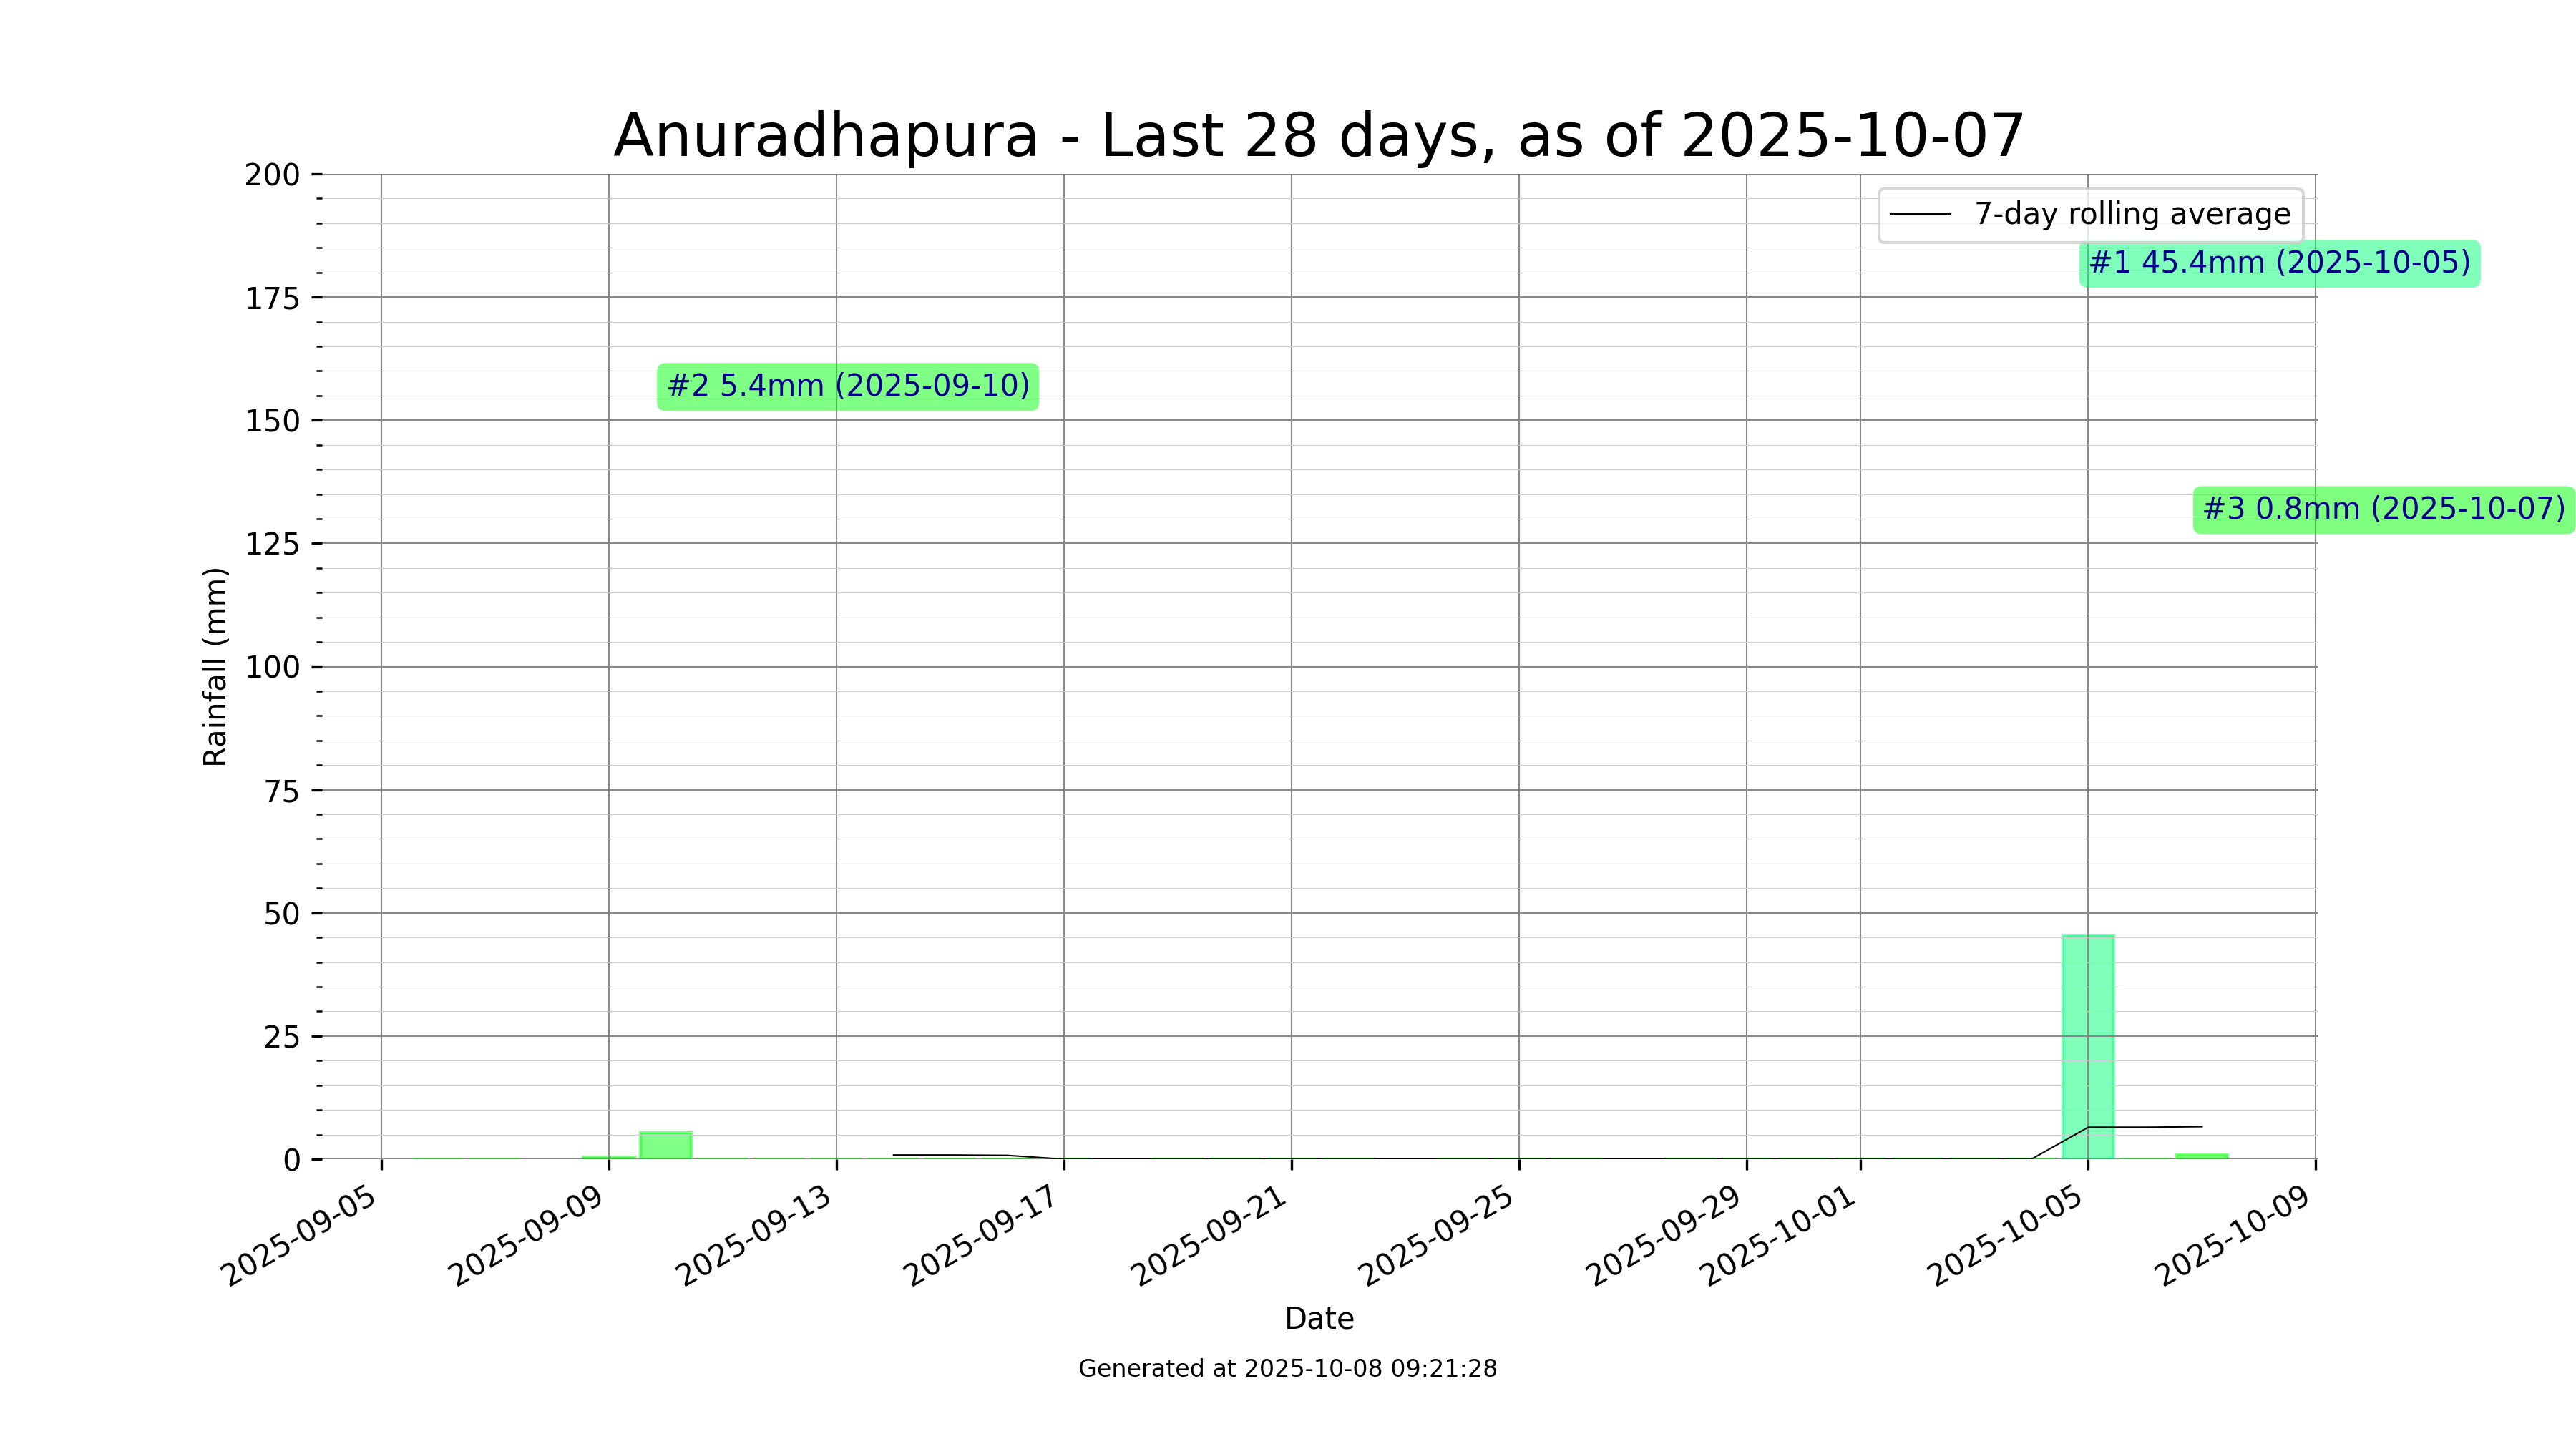 Anuradhapura - Last 28 days, as of 2025-10-07
7-day rolling average
#1 45.4mm (2025-10-05)
#2 5.4mm (2025-09-10)
#3 0.8mm (2025-10-07)
Rainfall (mm)
200
175
150
125
100
75
50
25
0
2025-09-05
2025-09-09
2025-09-13
2025-09-17
2025-09-21
2025-09-25
2025-09-29
2025-10-01
2025-10-05
2025-10-09
Date
Generated at 2025-10-08 09:21:28